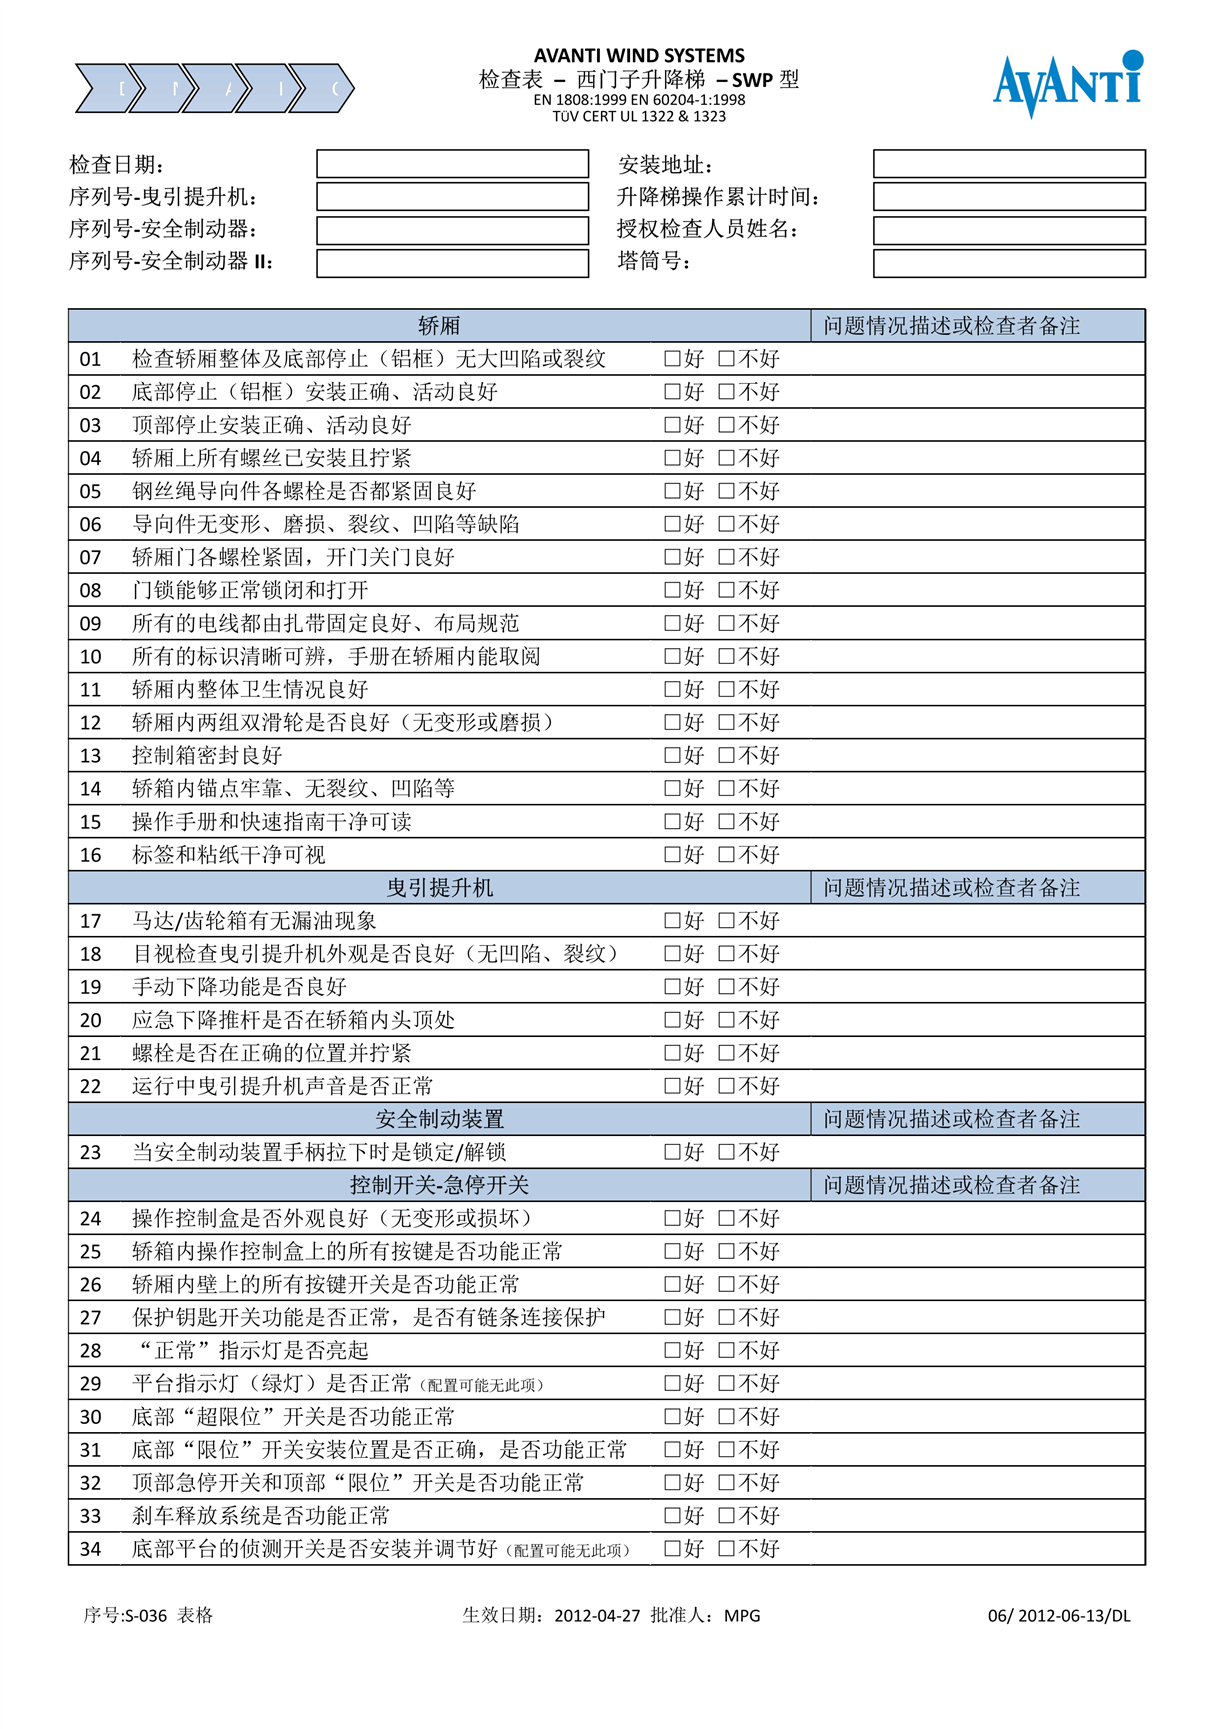 AVANTI WIND SYSTEMS
检查表 – 西门子升降梯 – SWP 型
EN 1808:1999 EN 60204-1:1998
TÜV CERT UL 1322 & 1323
AVANTI
检查日期： 安装地址：
序列号-曳引提升机： 升降梯操作累计时间：
序列号-安全制动器： 授权检查人员姓名：
序列号-安全制动器 II： 塔筒号：
轿厢 问题情况描述或检查者备注
01 检查轿厢整体及底部停止（铝框）无大凹陷或裂纹 □好 □不好
02 底部停止（铝框）安装正确、活动良好 □好 □不好
03 顶部停止安装正确、活动良好 □好 □不好
04 轿厢上所有螺丝已安装且拧紧 □好 □不好
05 钢丝绳导向件各螺栓是否都紧固良好 □好 □不好
06 导向件无变形、磨损、裂纹、凹陷等缺陷 □好 □不好
07 轿厢门各螺栓紧固，开门关门良好 □好 □不好
08 门锁能够正常锁闭和打开 □好 □不好
09 所有的电线都由扎带固定良好、布局规范 □好 □不好
10 所有的标识清晰可辨，手册在轿厢内能取阅 □好 □不好
11 轿厢内整体卫生情况良好 □好 □不好
12 轿厢内两组双滑轮是否良好（无变形或磨损） □好 □不好
13 控制箱密封良好 □好 □不好
14 轿箱内锚点牢靠、无裂纹、凹陷等 □好 □不好
15 操作手册和快速指南干净可读 □好 □不好
16 标签和粘纸干净可视 □好 □不好
曳引提升机 问题情况描述或检查者备注
17 马达/齿轮箱有无漏油现象 □好 □不好
18 目视检查曳引提升机外观是否良好（无凹陷、裂纹） □好 □不好
19 手动下降功能是否良好 □好 □不好
20 应急下降推杆是否在轿箱内头顶处 □好 □不好
21 螺栓是否在正确的位置并拧紧 □好 □不好
22 运行中曳引提升机声音是否正常 □好 □不好
安全制动装置 问题情况描述或检查者备注
23 当安全制动装置手柄拉下时是锁定/解锁 □好 □不好
控制开关-急停开关 问题情况描述或检查者备注
24 操作控制盒是否外观良好（无变形或损坏） □好 □不好
25 轿箱内操作控制盒上的所有按键是否功能正常 □好 □不好
26 轿厢内壁上的所有按键开关是否功能正常 □好 □不好
27 保护钥匙开关功能是否正常，是否有链条连接保护 □好 □不好
28 “正常”指示灯是否亮起 □好 □不好
29 平台指示灯（绿灯）是否正常（配置可能无此项） □好 □不好
30 底部“超限位”开关是否功能正常 □好 □不好
31 底部“限位”开关安装位置是否正确，是否功能正常 □好 □不好
32 顶部急停开关和顶部“限位”开关是否功能正常 □好 □不好
33 刹车释放系统是否功能正常 □好 □不好
34 底部平台的侦测开关是否安装并调节好（配置可能无此项） □好 □不好
序号:S-036 表格 生效日期：2012-04-27 批准人：MPG 06/ 2012-06-13/DL